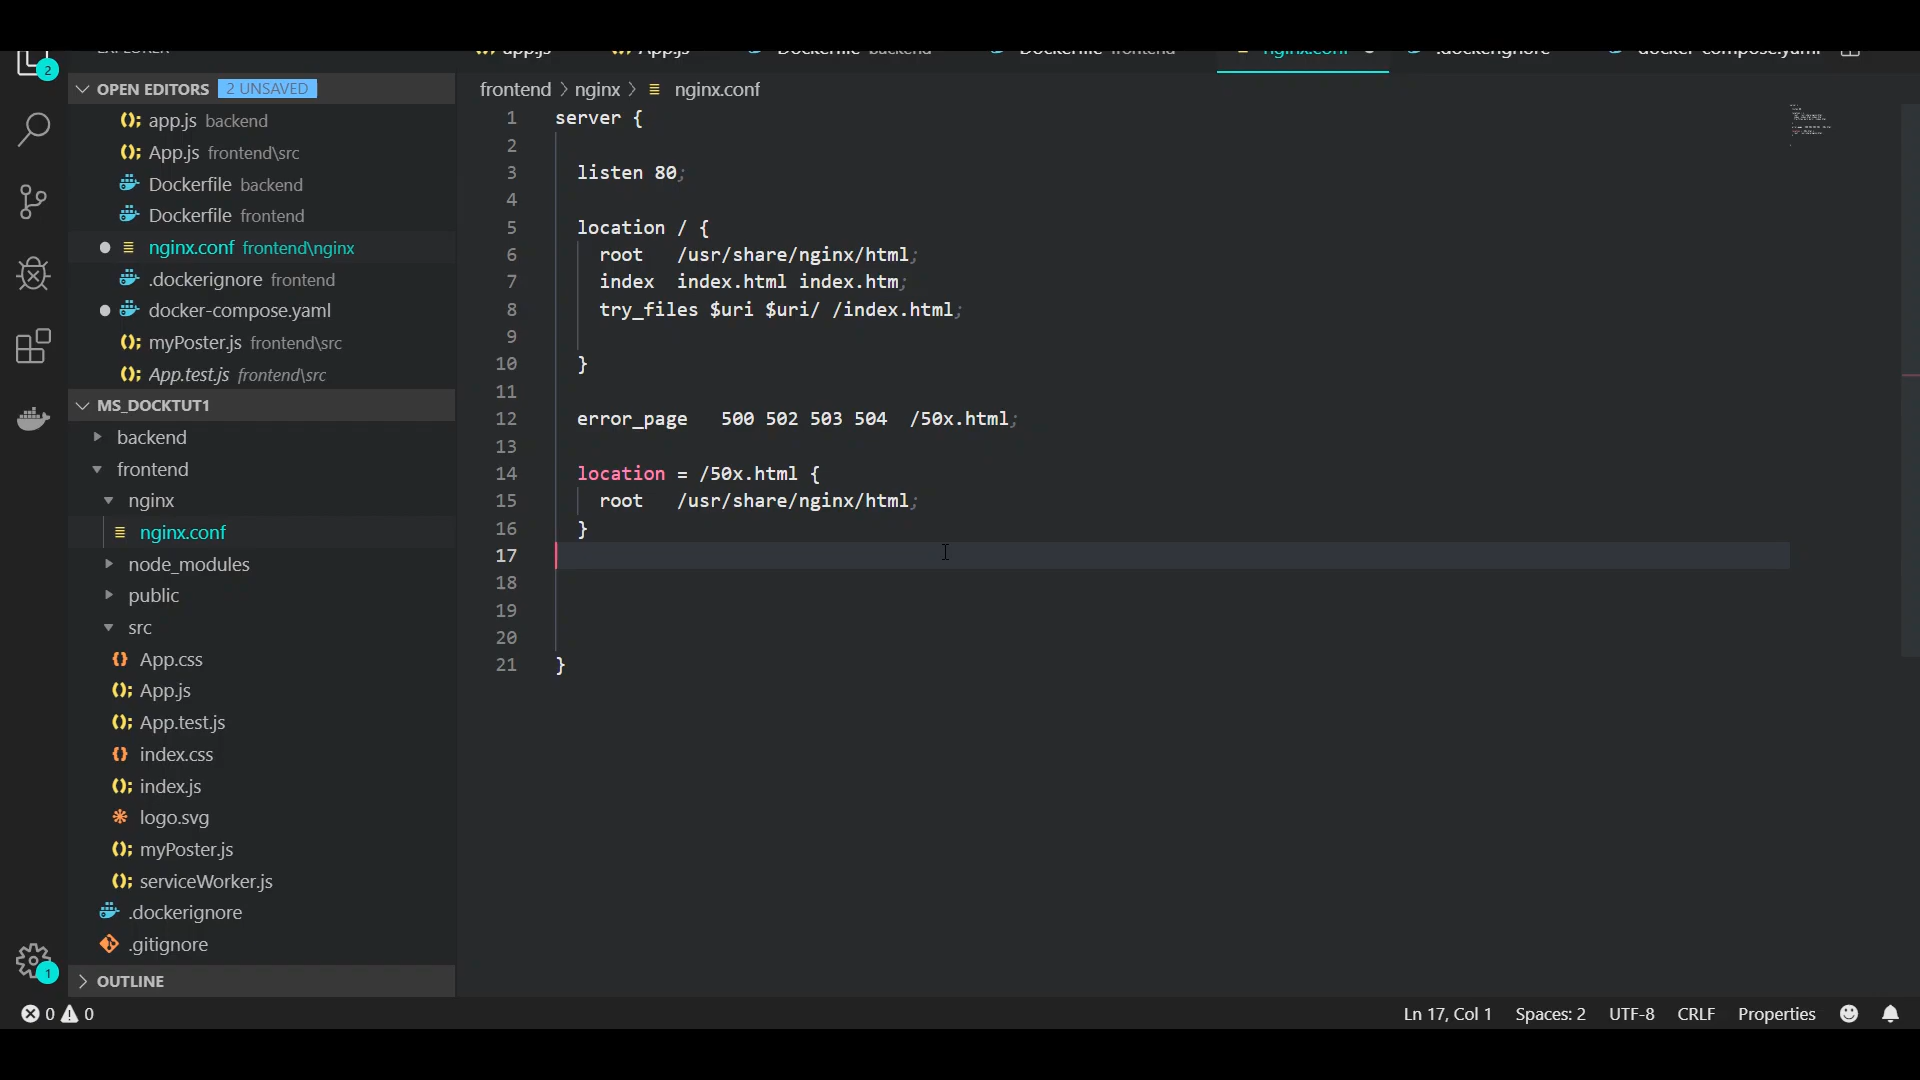 EXPLORER
OPEN EDITORS 2 UNSAVED
app.js backend
App.js frontend\src
Dockerfile backend
Dockerfile frontend
nginx.conf frontend\nginx
.dockerignore frontend
docker-compose.yaml
myPoster.js frontend\src
App.test.js frontend\src
MS_DOCKTUT1
backend
frontend
nginx
nginx.conf
node_modules
public
src
App.css
App.js
App.test.js
index.css
index.js
logo.svg
myPoster.js
serviceWorker.js
.dockerignore
.gitignore
OUTLINE
2
1
app.js App.js Dockerfile backend Dockerfile frontend nginx.conf .dockerignore docker-compose.yaml
frontend > nginx > nginx.conf
1 server {
2
3 listen 80;
4
5 location / {
6 root /usr/share/nginx/html;
7 index index.html index.htm;
8 try_files $uri $uri/ /index.html;
9
10 }
11
12 error_page 500 502 503 504 /50x.html;
13
14 location = /50x.html {
15 root /usr/share/nginx/html;
16 }
17
18
19
20
21 }
0 0 Ln 17, Col 1 Spaces: 2 UTF-8 CRLF Properties